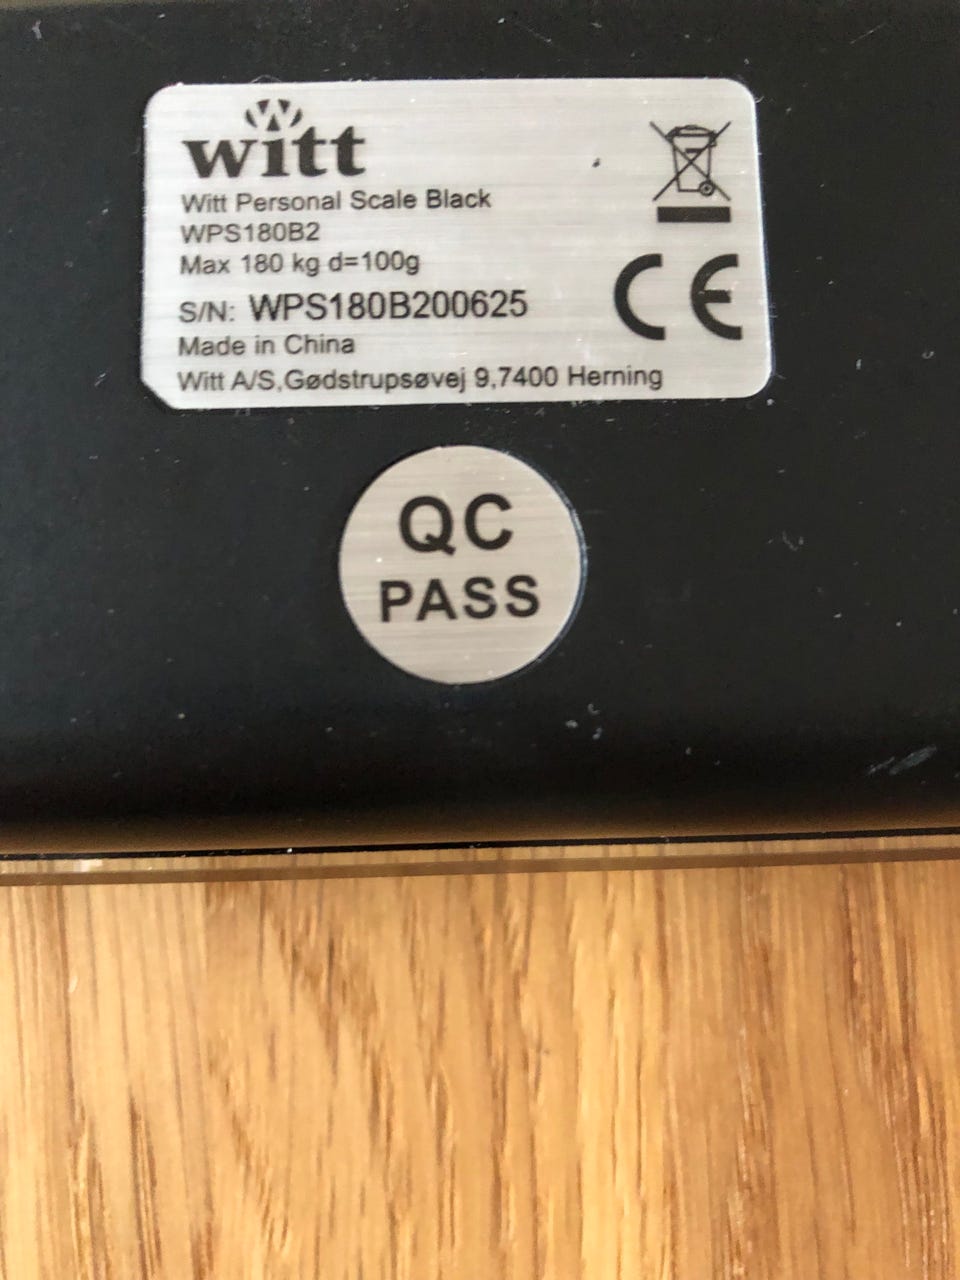 witt
Witt Personal Scale Black
WPS180B2
Max 180 kg d=100g
S/N: WPS180B200625
Made in China
Witt A/S,Gødstrupsøvej 9,7400 Herning
CE
QC
PASS